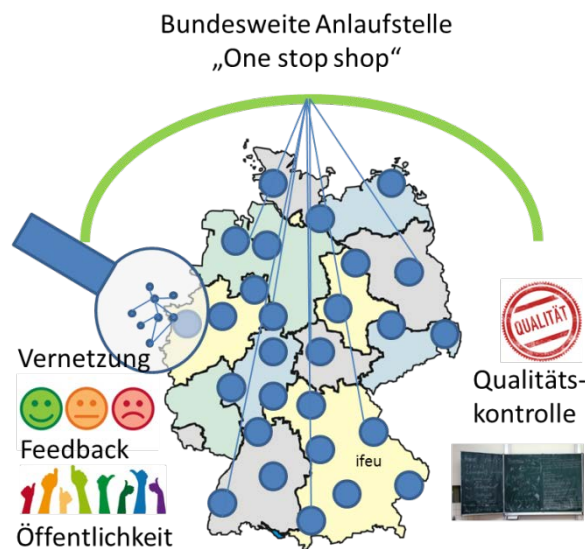 Bundesweite Anlaufstelle
„One stop shop“
QUALITÄT
Vernetzung
Qualitäts-
kontrolle
Feedback
ifeu
Öffentlichkeit